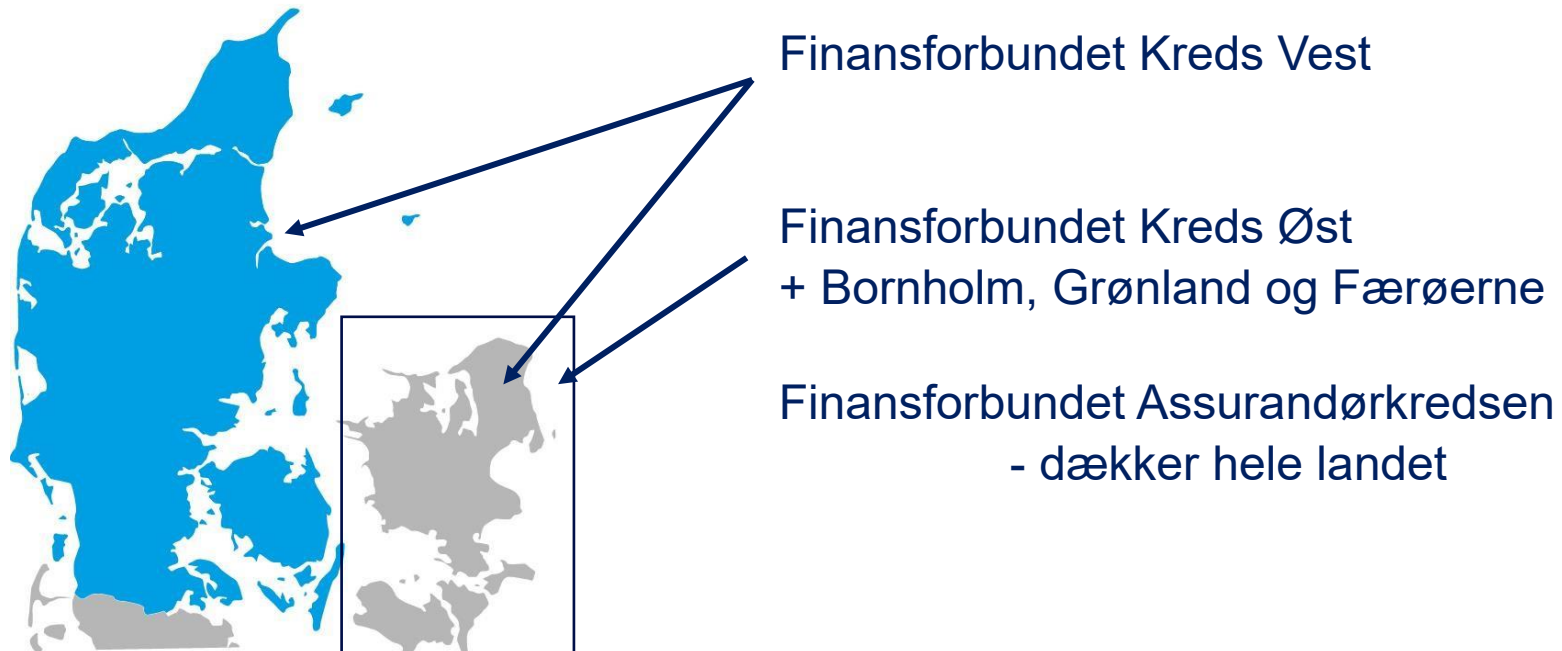 Finansforbundet Kreds Vest
Finansforbundet Kreds Øst
+ Bornholm, Grønland og Færøerne
Finansforbundet Assurandørkredsen
- dækker hele landet